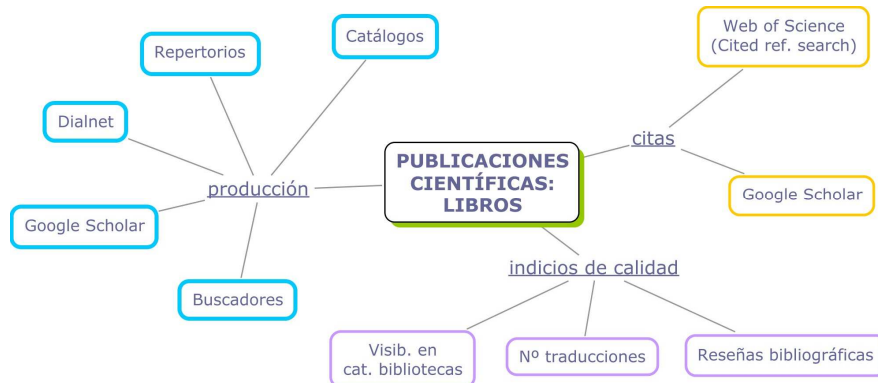 Web of Science
(Cited ref. search)
Catálogos
Repertorios
Dialnet
citas
PUBLICACIONES
CIENTÍFICAS:
LIBROS
producción
Google Scholar
Google Scholar
indicios de calidad
Buscadores
Visib. en
cat. bibliotecas
Nº traducciones
Reseñas bibliográficas